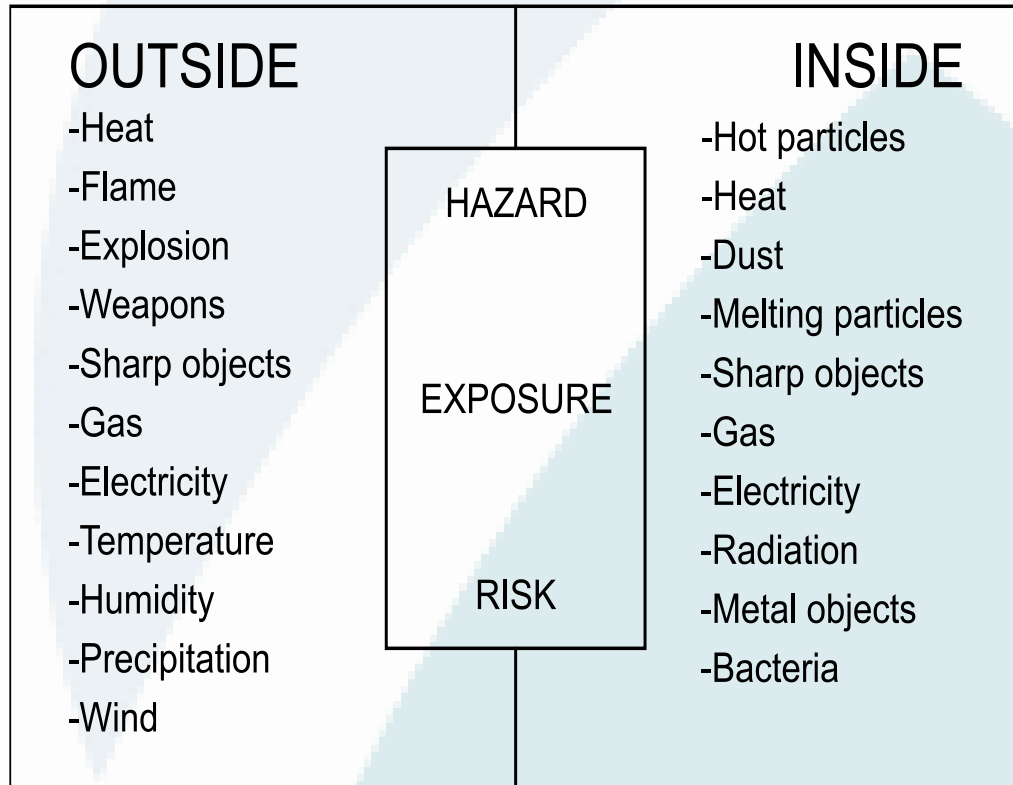 OUTSIDE
-Heat
-Flame
-Explosion
-Weapons
-Sharp objects
-Gas
-Electricity
-Temperature
-Humidity
-Precipitation
-Wind
HAZARD
EXPOSURE
RISK
INSIDE
-Hot particles
-Heat
-Dust
-Melting particles
-Sharp objects
-Gas
-Electricity
-Radiation
-Metal objects
-Bacteria